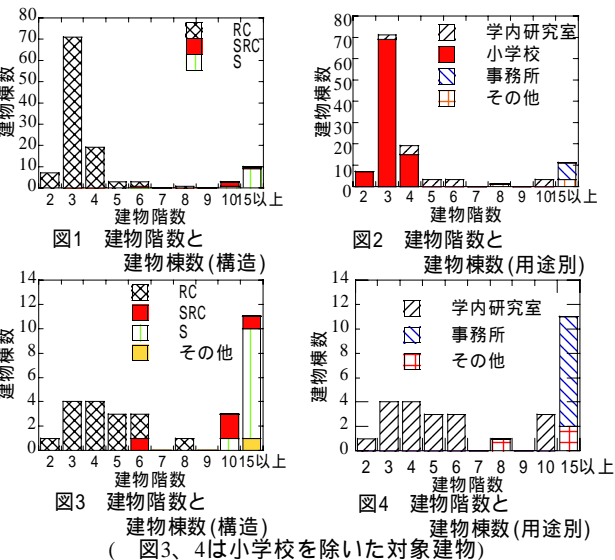 80
70
60
50
40
30
20
10
0
建物棟数
RC
SRC
S
2 3 4 5 6 7 8 9 10 15以上
建物階数
図1 建物階数と
建物棟数(構造)
80
70
60
50
40
30
20
10
0
建物棟数
学内研究室
小学校
事務所
その他
2 3 4 5 6 7 8 9 10 15以上
建物階数
図2 建物階数と
建物棟数(用途別)
14
12
10
8
6
4
2
0
建物棟数
RC
SRC
S
その他
2 3 4 5 6 7 8 9 10 15以上
建物階数
図3 建物階数と
建物棟数(構造)
14
12
10
8
6
4
2
0
建物棟数
学内研究室
事務所
その他
2 3 4 5 6 7 8 9 10 15以上
建物階数
図4 建物階数と
建物棟数(用途別)
( 図3、4は小学校を除いた対象建物)